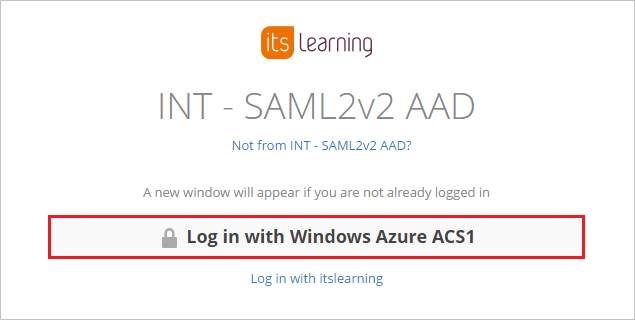 its learning
INT - SAML2v2 AAD
Not from INT - SAML2v2 AAD?
A new window will appear if you are not already logged in
Log in with Windows Azure ACS1
Log in with itslearning